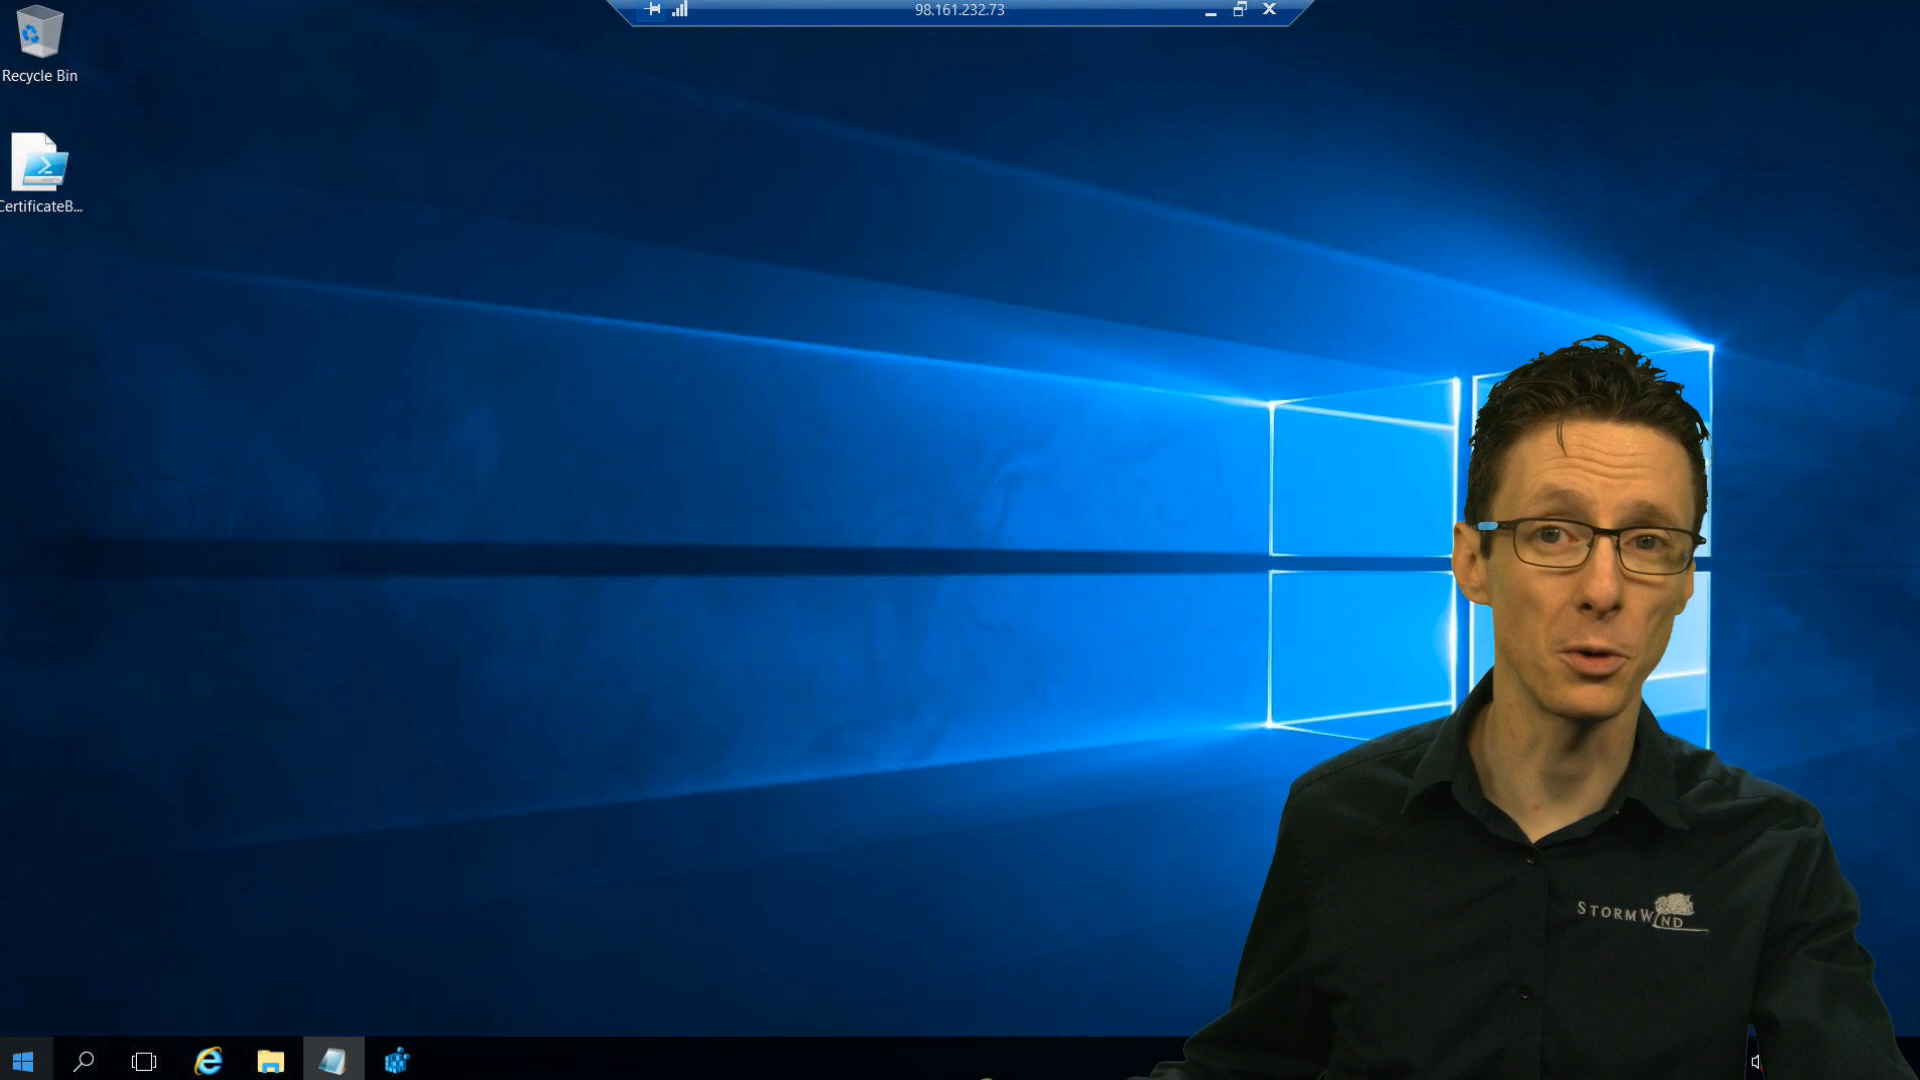 98.161.232.73
Recycle Bin
CertificateB...
STORMWIND